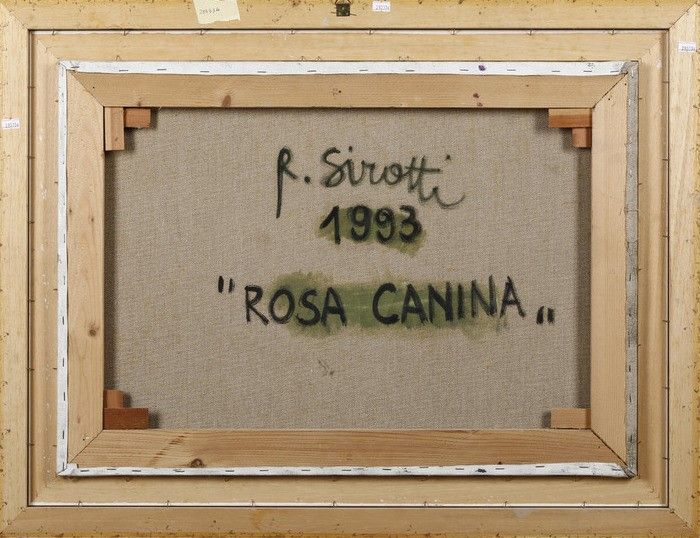 R. Sirotti
1993
"ROSA CANINA"